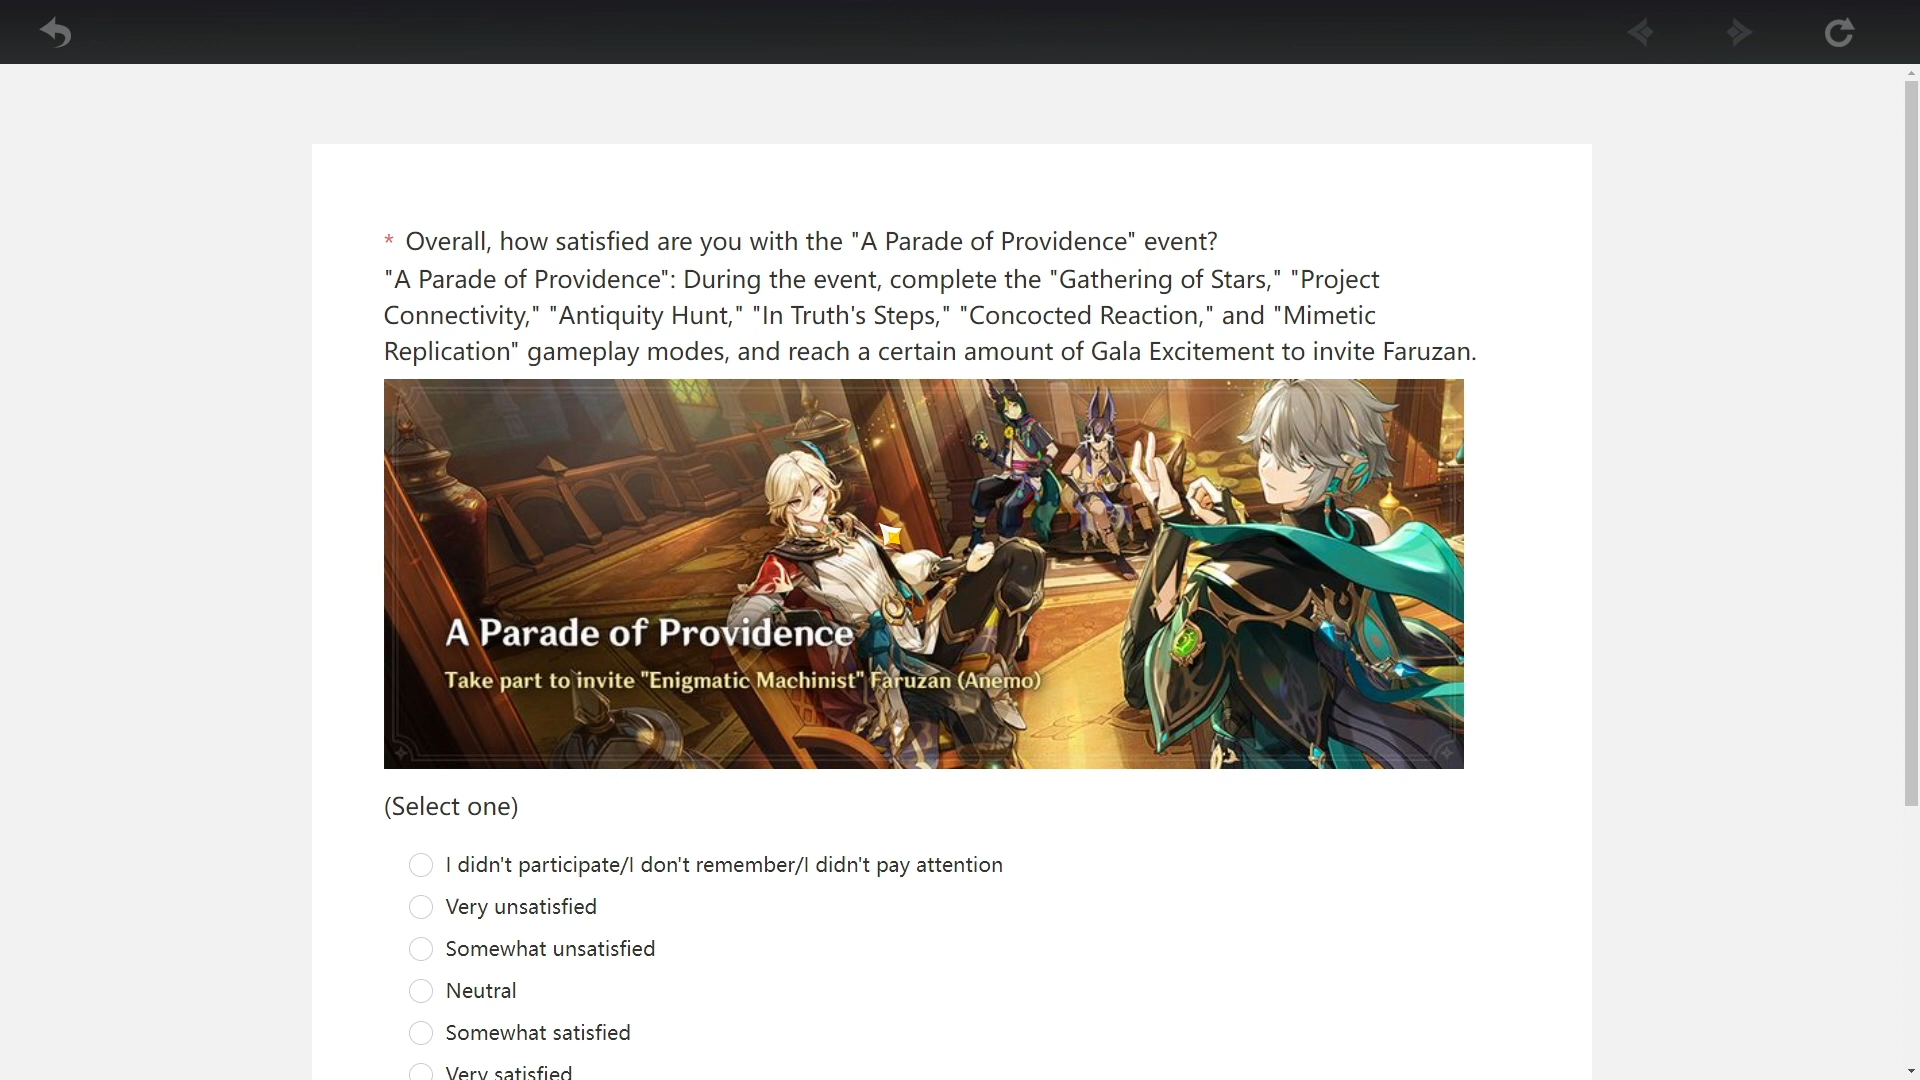 * Overall, how satisfied are you with the "A Parade of Providence" event?
"A Parade of Providence": During the event, complete the "Gathering of Stars," "Project
Connectivity," "Antiquity Hunt," "In Truth's Steps," "Concocted Reaction," and "Mimetic
Replication" gameplay modes, and reach a certain amount of Gala Excitement to invite Faruzan.
A Parade of Providence
Take part to invite "Enigmatic Machinist" Faruzan (Anemo)
(Select one)
I didn't participate/I don't remember/I didn't pay attention
Very unsatisfied
Somewhat unsatisfied
Neutral
Somewhat satisfied
Very satisfied